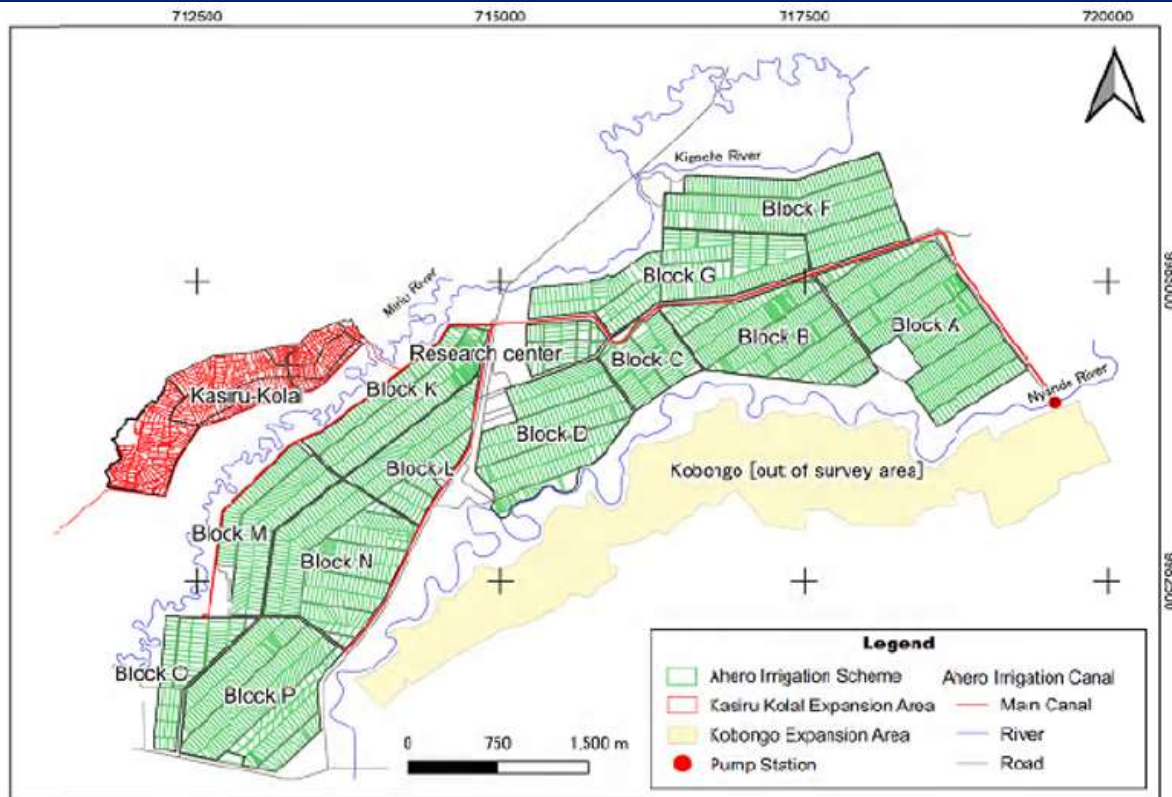 712500
715000
717500
720000
Block F
Block G
Miriu River
Block A
Block B
Research center
Block C
Block K
Kasiru-Kolal
Nyando River
Block D
Block L
Kobongo [out of survey area]
Block M
Block N
Block O
Block P
Legend
Ahero Irrigation Scheme
Ahero Irrigation Canal
Kasiru Kolal Expansion Area
Main Canal
Kobongo Expansion Area
River
Pump Station
Road
0
750
1,500 m